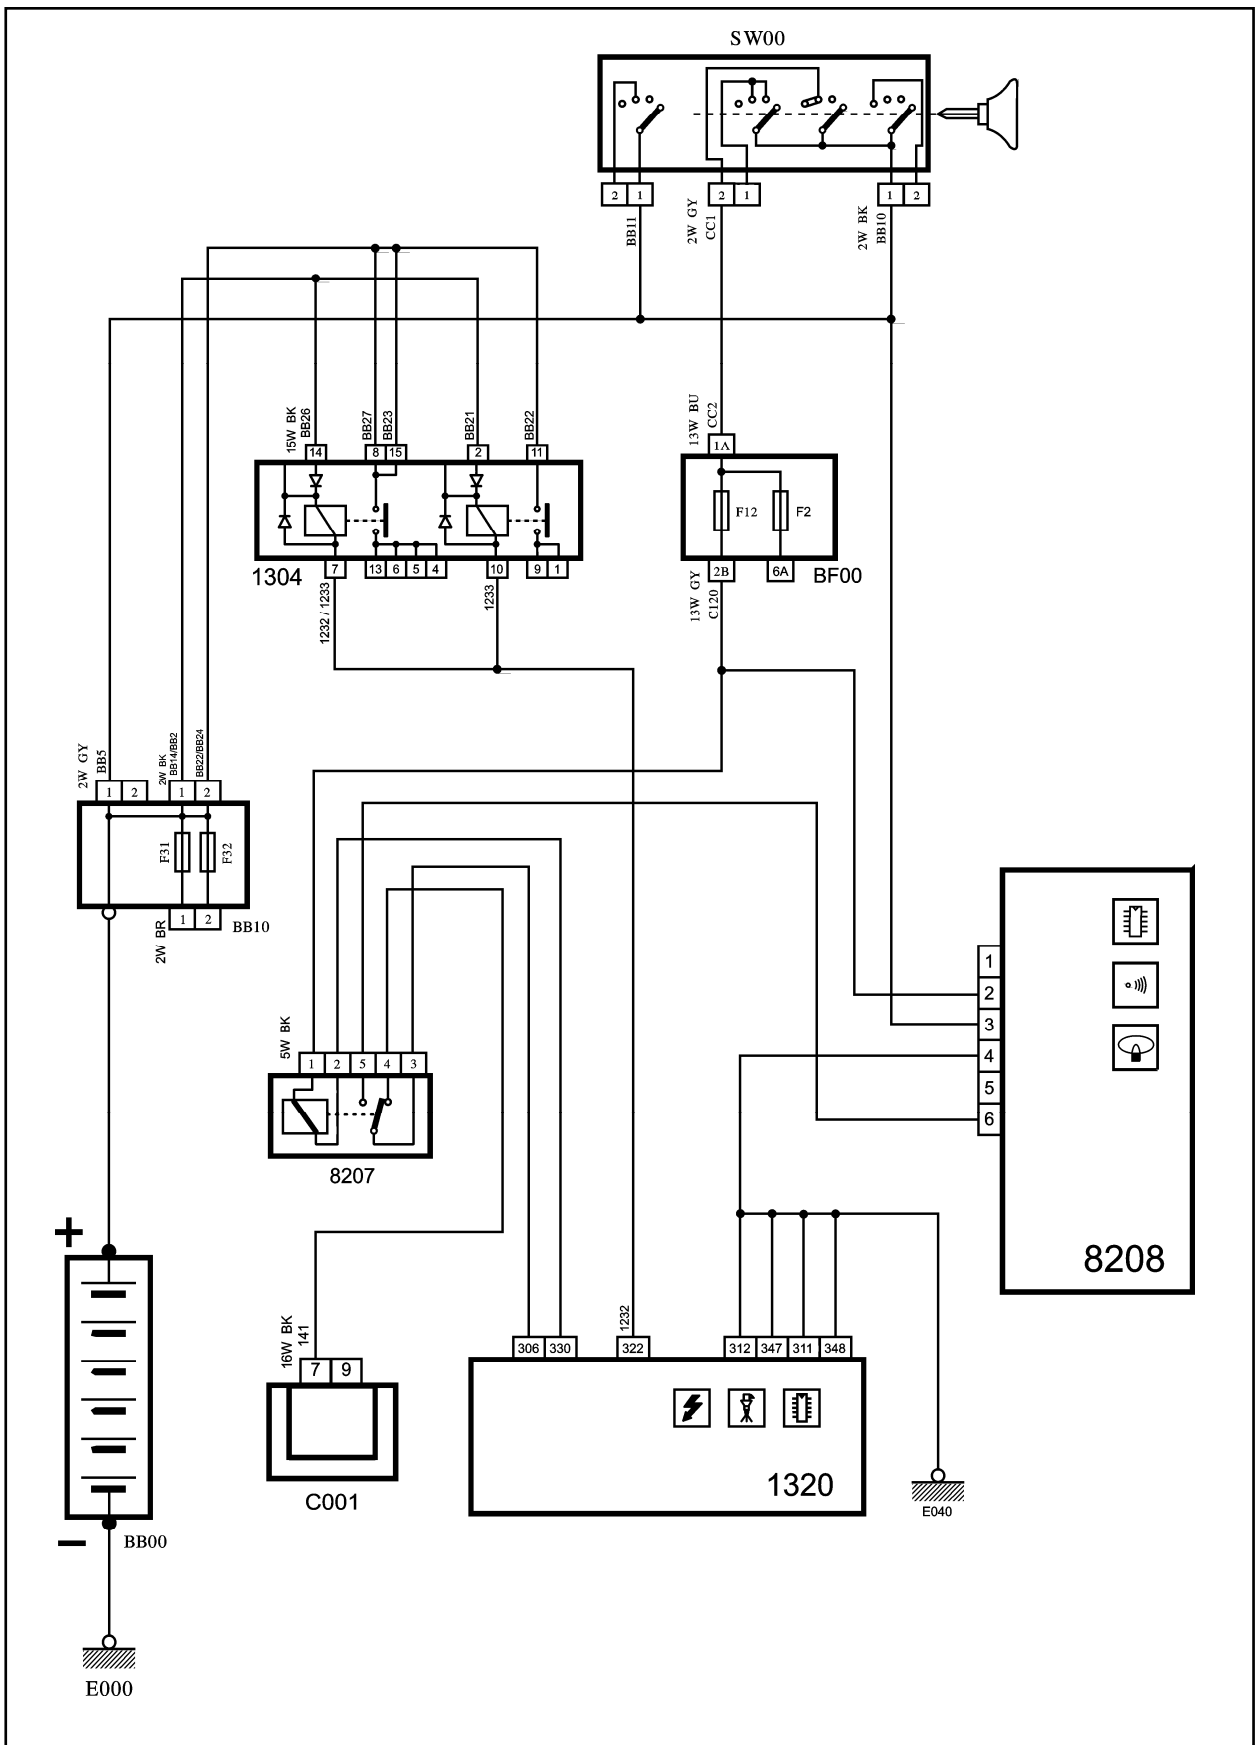 SW00
2 1 2 1 1 2
BB11
2W GY
CC1
2W BK
BB10
15W BK
BB26
BB27
BB23
BB21
BB22
14 8 15 2 11
13W BU
CC2
1A
F12 F2
2B 6A
BF00
13W GY
C120
1304
7 13 6 5 4 10 9 1
1232 / 1233
1233
2W GY
BB5
2W BK
BB14/BB2
BB22/BB24
1 2 1 2
F31 F32
1 2
2W BR
BB10
5W BK
1 2 5 4 3
8207
1
2
3
4
5
6
8208
+
BB00
−
E000
16W BK
141
7 9
C001
1232
306 330 322 312 347 311 348
1320
E040